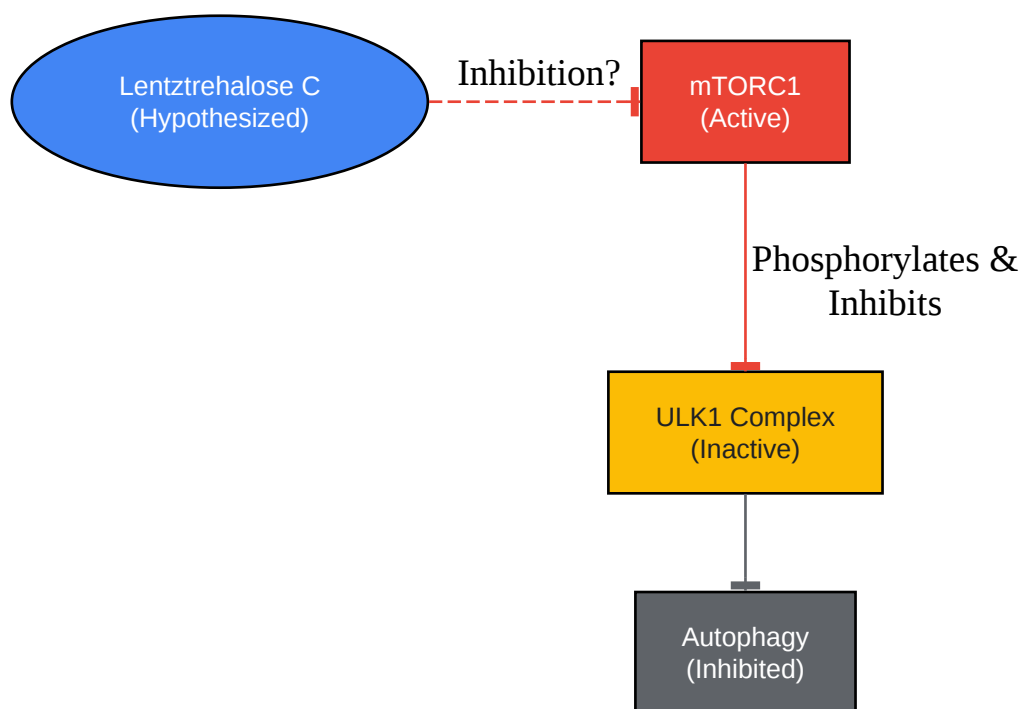 Lentztrehalose C
(Hypothesized)
Inhibition?
mTORC1
(Active)
Phosphorylates &
Inhibits
ULK1 Complex
(Inactive)
Autophagy
(Inhibited)